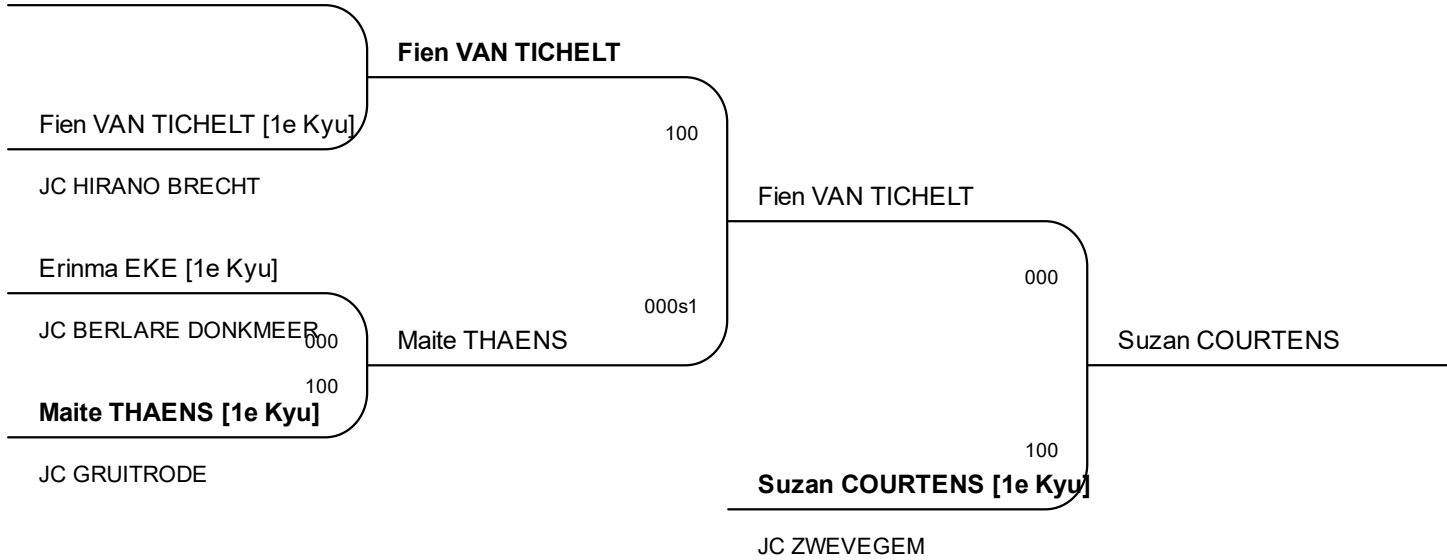 Fien VAN TICHELT
Fien VAN TICHELT [1e Kyu]
100
JC HIRANO BRECHT
Fien VAN TICHELT
Erinma EKE [1e Kyu]
000
000s1
JC BERLARE DONKMEER
000
Maite THAENS
Suzan COURTENS
100
Maite THAENS [1e Kyu]
100
JC GRUITRODE
Suzan COURTENS [1e Kyu]
JC ZWEVEGEM